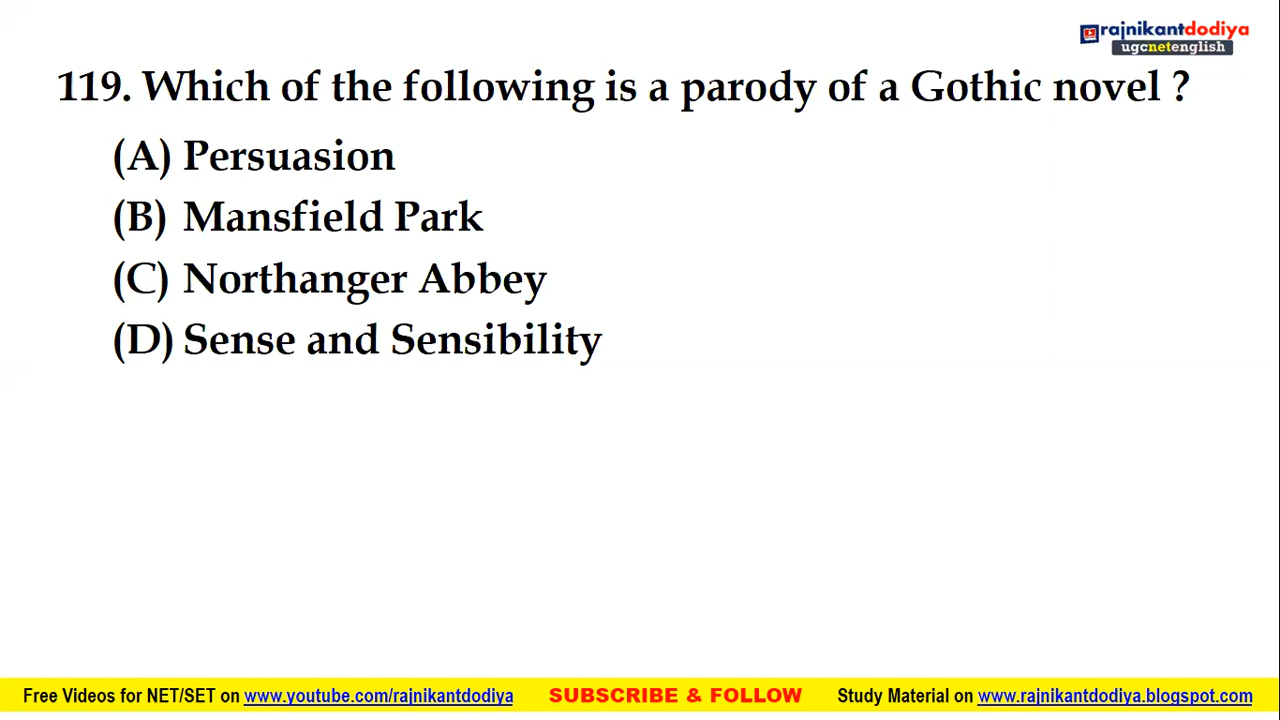 rajnikantdodiya
ugcnetenglish
119. Which of the following is a parody of a Gothic novel ?
(A) Persuasion
(B) Mansfield Park
(C) Northanger Abbey
(D) Sense and Sensibility
Free Videos for NET/SET on www.youtube.com/rajnikantdodiya SUBSCRIBE & FOLLOW Study Material on www.rajnikantdodiya.blogspot.com